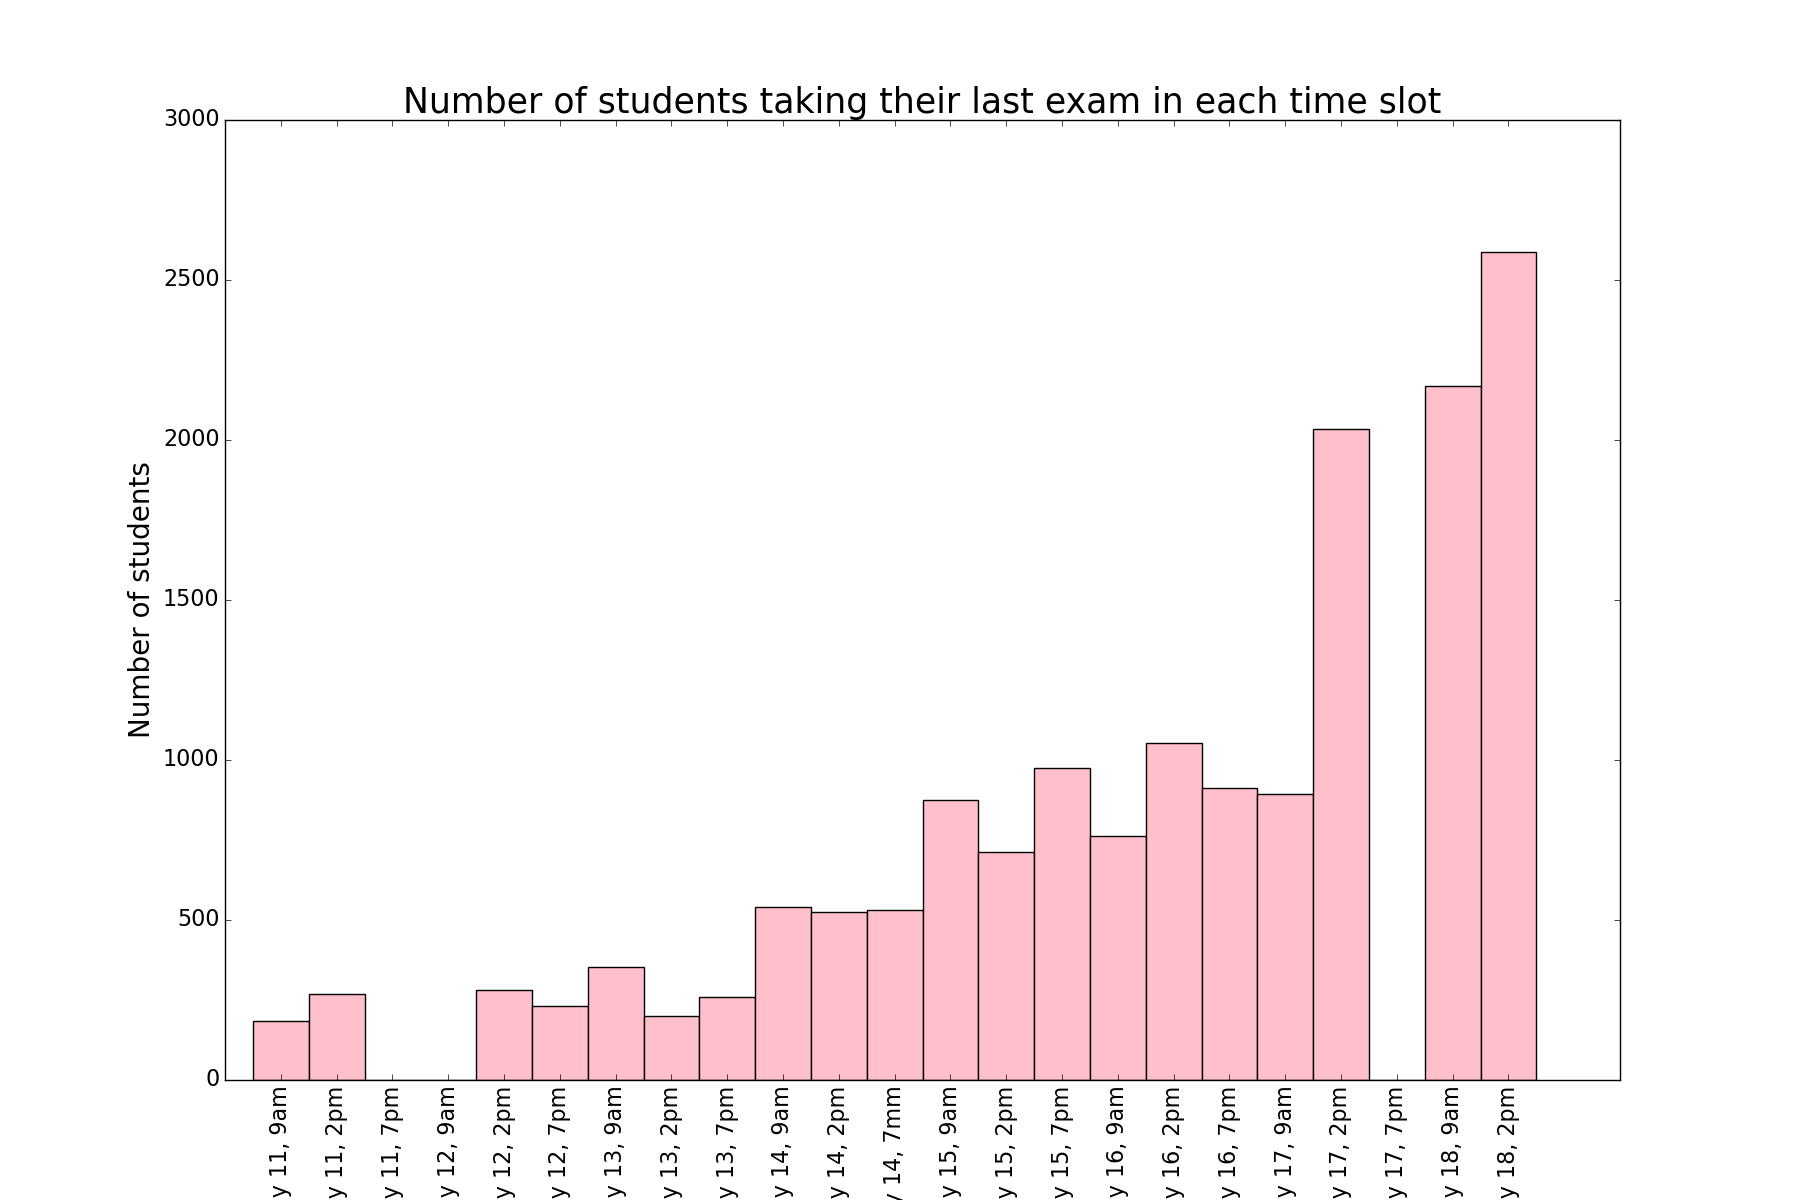 Number of students taking their last exam in each time slot
3000
2500
2000
1500
1000
500
0
Number of students
y 11, 9am
y 11, 2pm
y 11, 7pm
y 12, 9am
y 12, 2pm
y 12, 7pm
y 13, 9am
y 13, 2pm
y 13, 7pm
y 14, 9am
y 14, 2pm
y 14, 7mm
y 15, 9am
y 15, 2pm
y 15, 7pm
y 16, 9am
y 16, 2pm
y 16, 7pm
y 17, 9am
y 17, 2pm
y 17, 7pm
y 18, 9am
y 18, 2pm